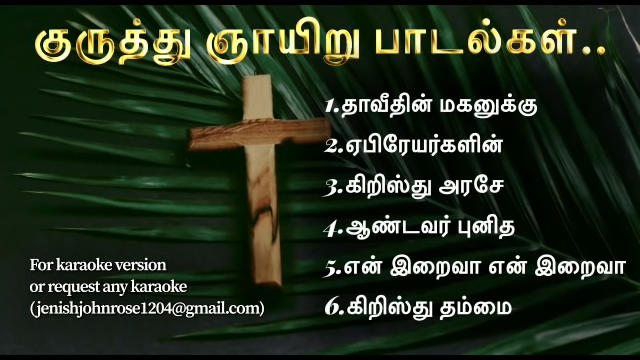 குருத்து ஞாயிறு பாடல்கள்..
1.தாவீதின் மகனுக்கு
2.ஏபிரேயர்களின்
3.கிறிஸ்து அரசே
4.ஆண்டவர் புனித
5.என் இறைவா என் இறைவா
6.கிறிஸ்து தம்மை
For karaoke version
or request any karaoke
(jenishjohnrose1204@gmail.com)